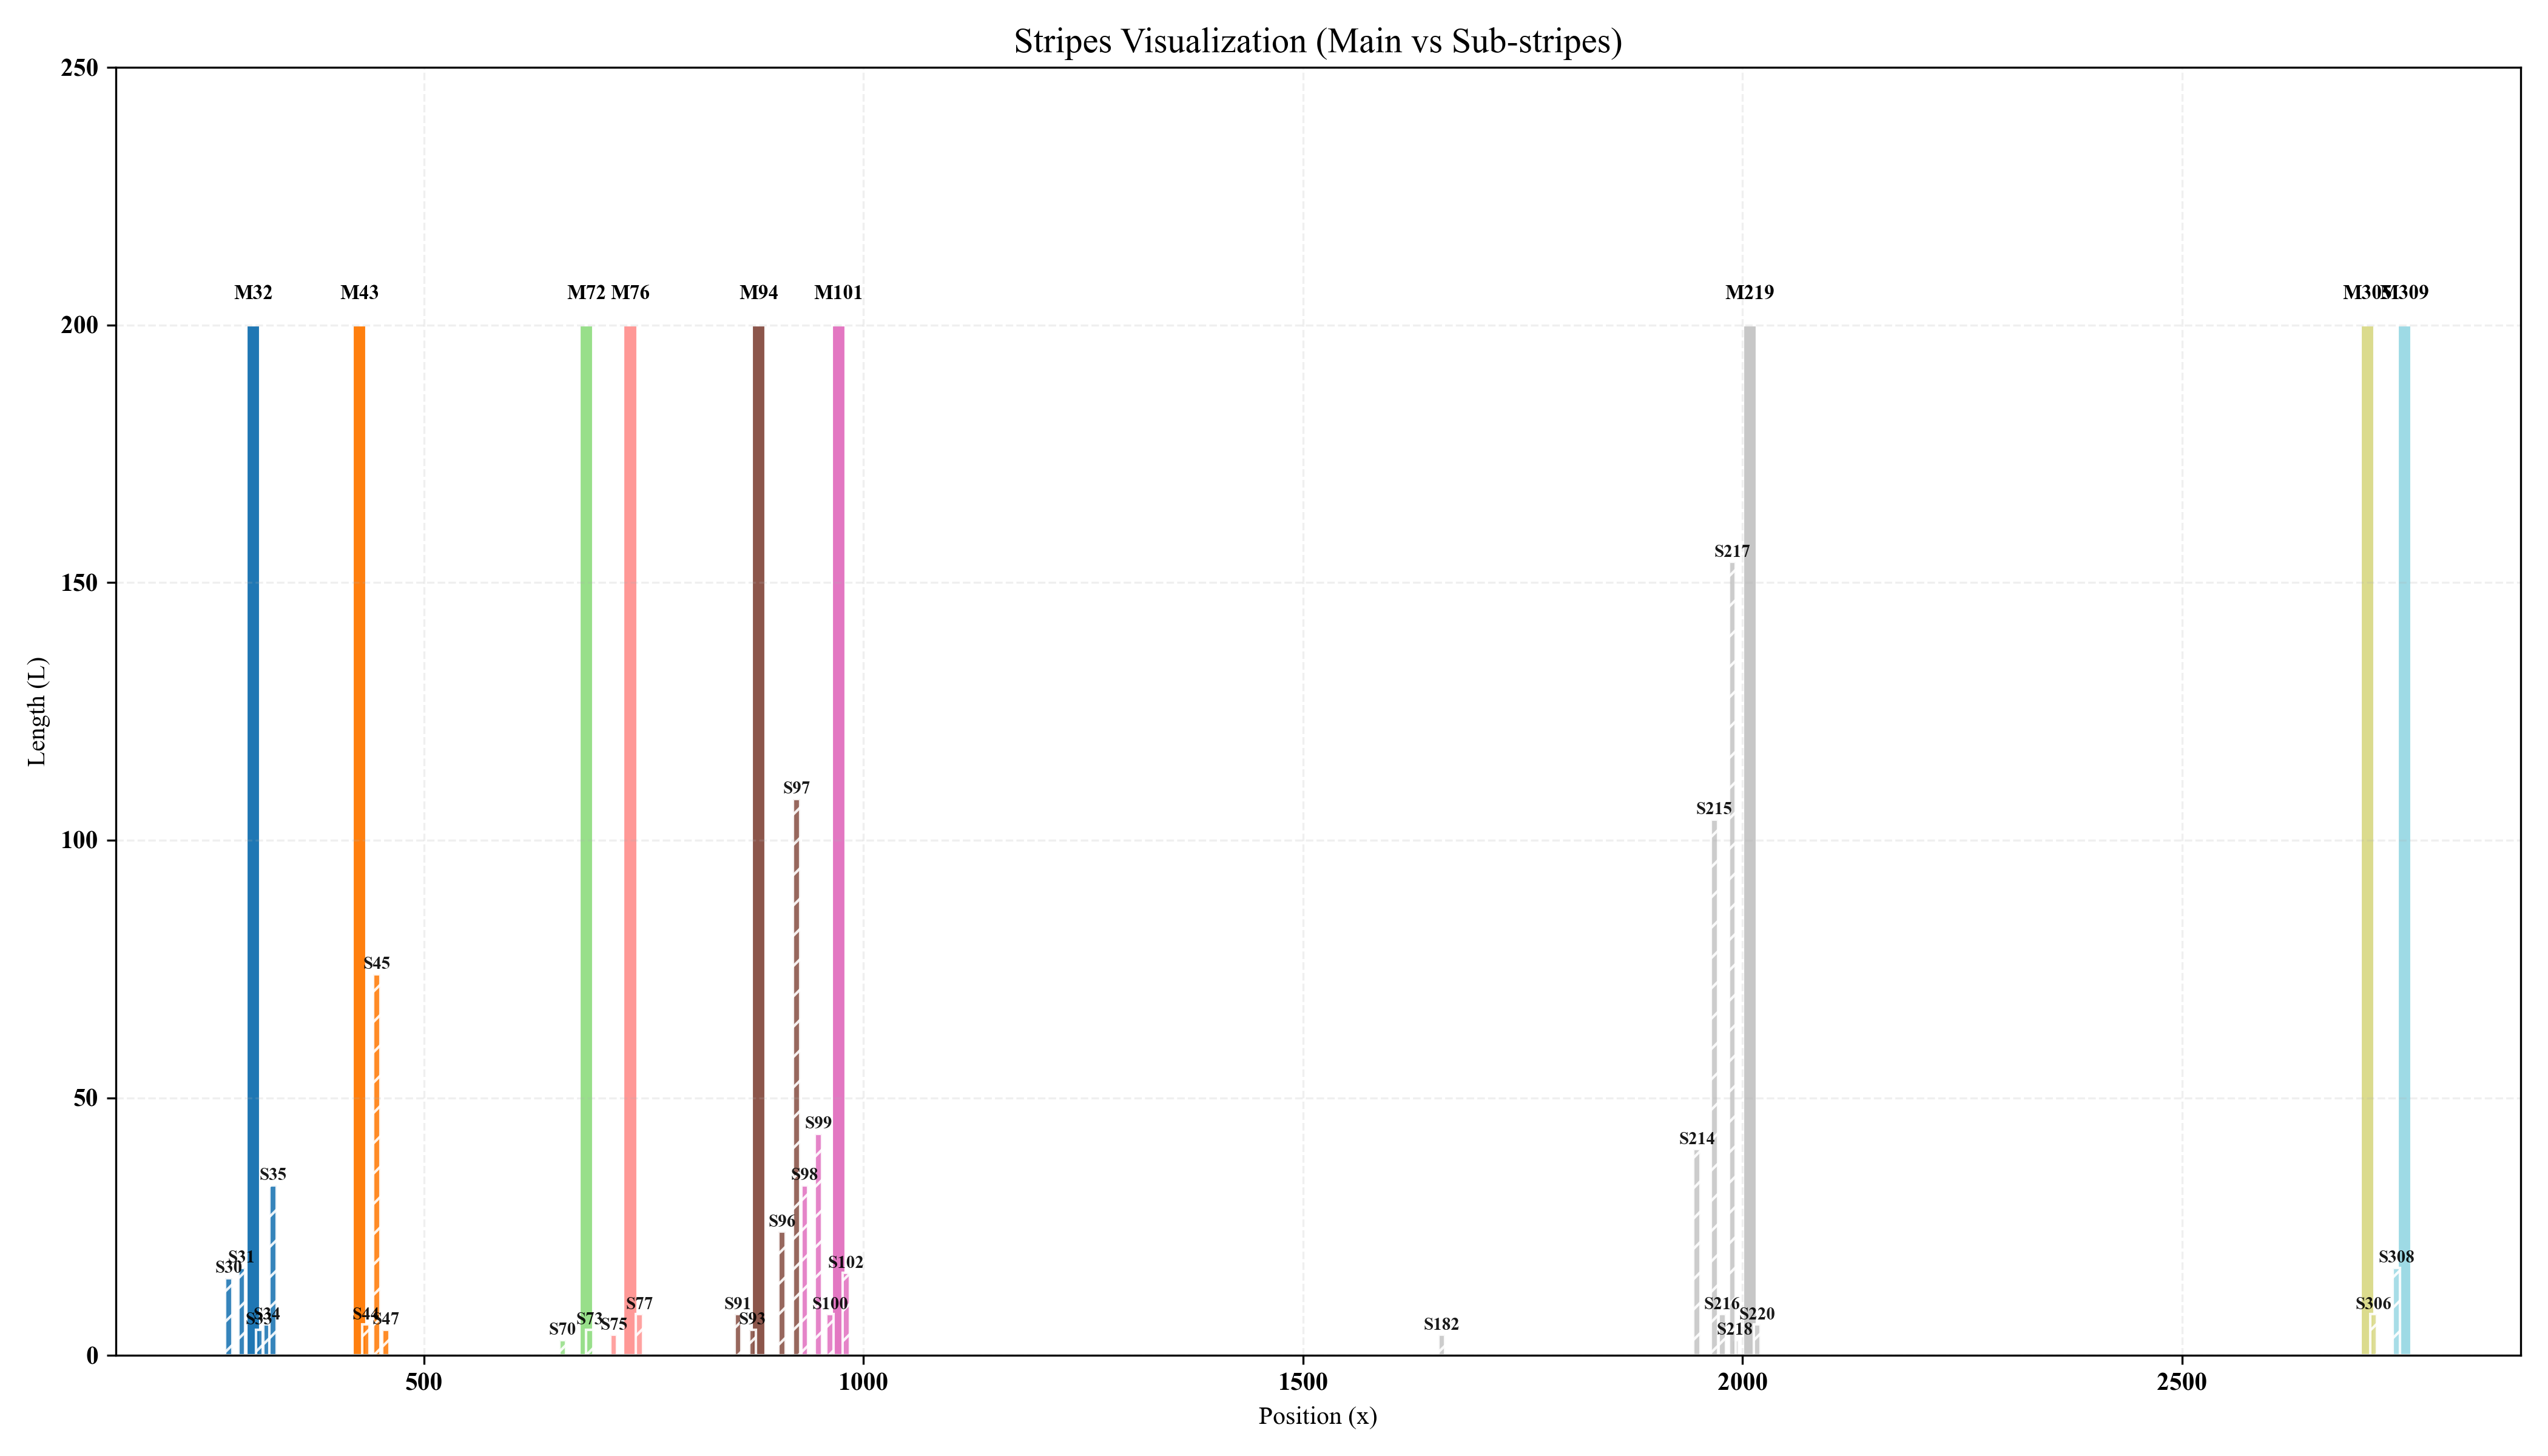 Stripes Visualization (Main vs Sub-stripes)
250
M32 M43 M72 M76 M94 M101 M219 M305 M309
200
S217
150
S97
S215
100
S45
S99
S214
50
S35
S98
S96
S31
S30
S102
S308
S34
S33
S44
S47
S70
S73
S75
S77
S91
S93
S100
S182
S216
S218
S220
S306
0
500 1000 1500 2000 2500
Position (x)
Length (L)